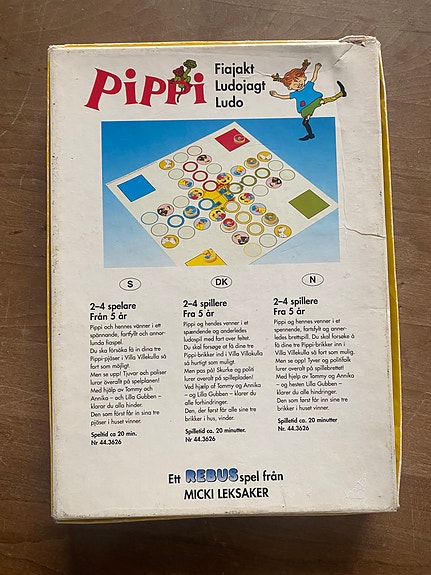 PiPPi
Fiajakt
Ludojagt
Ludo
S
2–4 spelare
Från 5 år
Pippi och hennes vänner i ett
spännande, fartfyllt och annor-
lunda fiaspel.
Du ska försöka få in dina tre
Pippi-pjäser i Villa Villekulla så
fort som möjligt.
Men se upp! Tjuvar och poliser
lurar överallt på spelplanen!
Med hjälp av Tommy och
Annika – och Lilla Gubben –
klarar du alla hinder.
Den som först får in sina tre
pjäser i huset vinner.
Speltid ca 20 min.
Nr 44.3626
DK
2–4 spillere
Fra 5 år
Pippi og hendes venner i et
spændende og anderledes
ludospil med fart over feltet.
Du skal forsøge at få dine tre
Pippi-brikker ind i Villa Villekulla
så hurtigt som muligt.
Men pas på! Skurke og politi
lurer overalt på spillepladen!
Ved hjælp af Tommy og Annika
– og Lilla Gubben – klarer du
alle forhindringer.
Den, der først får alle sine tre
brikker i hus, vinder.
Spilletid ca. 20 minutter.
Nr 44.3626
N
2–4 spillere
Fra 5 år
Pippi og hennes venner i et
spennende, fartsfylt og anner-
ledes brettspill. Du skal forsøke å
få dine tre Pippi-brikker inn i
Villa Villekulla så fort som mulig.
Men se opp! Tyver og politifolk
lurer overalt på spillebrettet!
Med hjelp av Tommy og Annika
– og hesten Lilla Gubben –
klarer du alle hindringer.
Den som først får inn sine tre
brikker i hus, vinner.
Spilletid ca. 20 minutter.
Nr 44.3626
Ett REBUS spel från
MICKI LEKSAKER